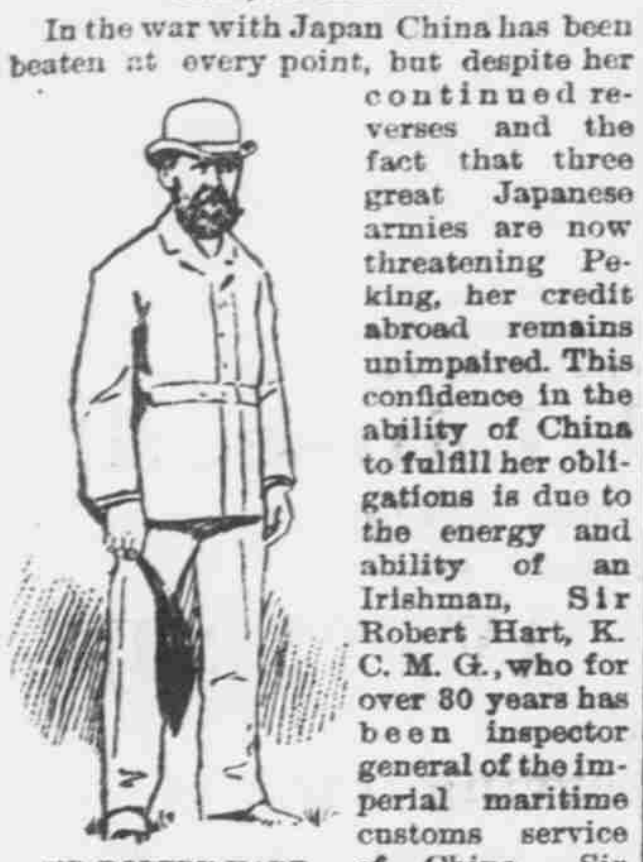 In the war with Japan China has been
beaten at every point, but despite her
continued re-
verses and the
fact that three
great Japanese
armies are now
threatening Pe-
king, her credit
abroad remains
unimpaired. This
confidence in the
ability of China
to fulfill her obli-
gations is due to
the energy and
ability of an
Irishman, Sir
Robert Hart, K.
C. M. G., who for
over 30 years has
been inspector
general of the im-
perial maritime
customs service
of China. Sir